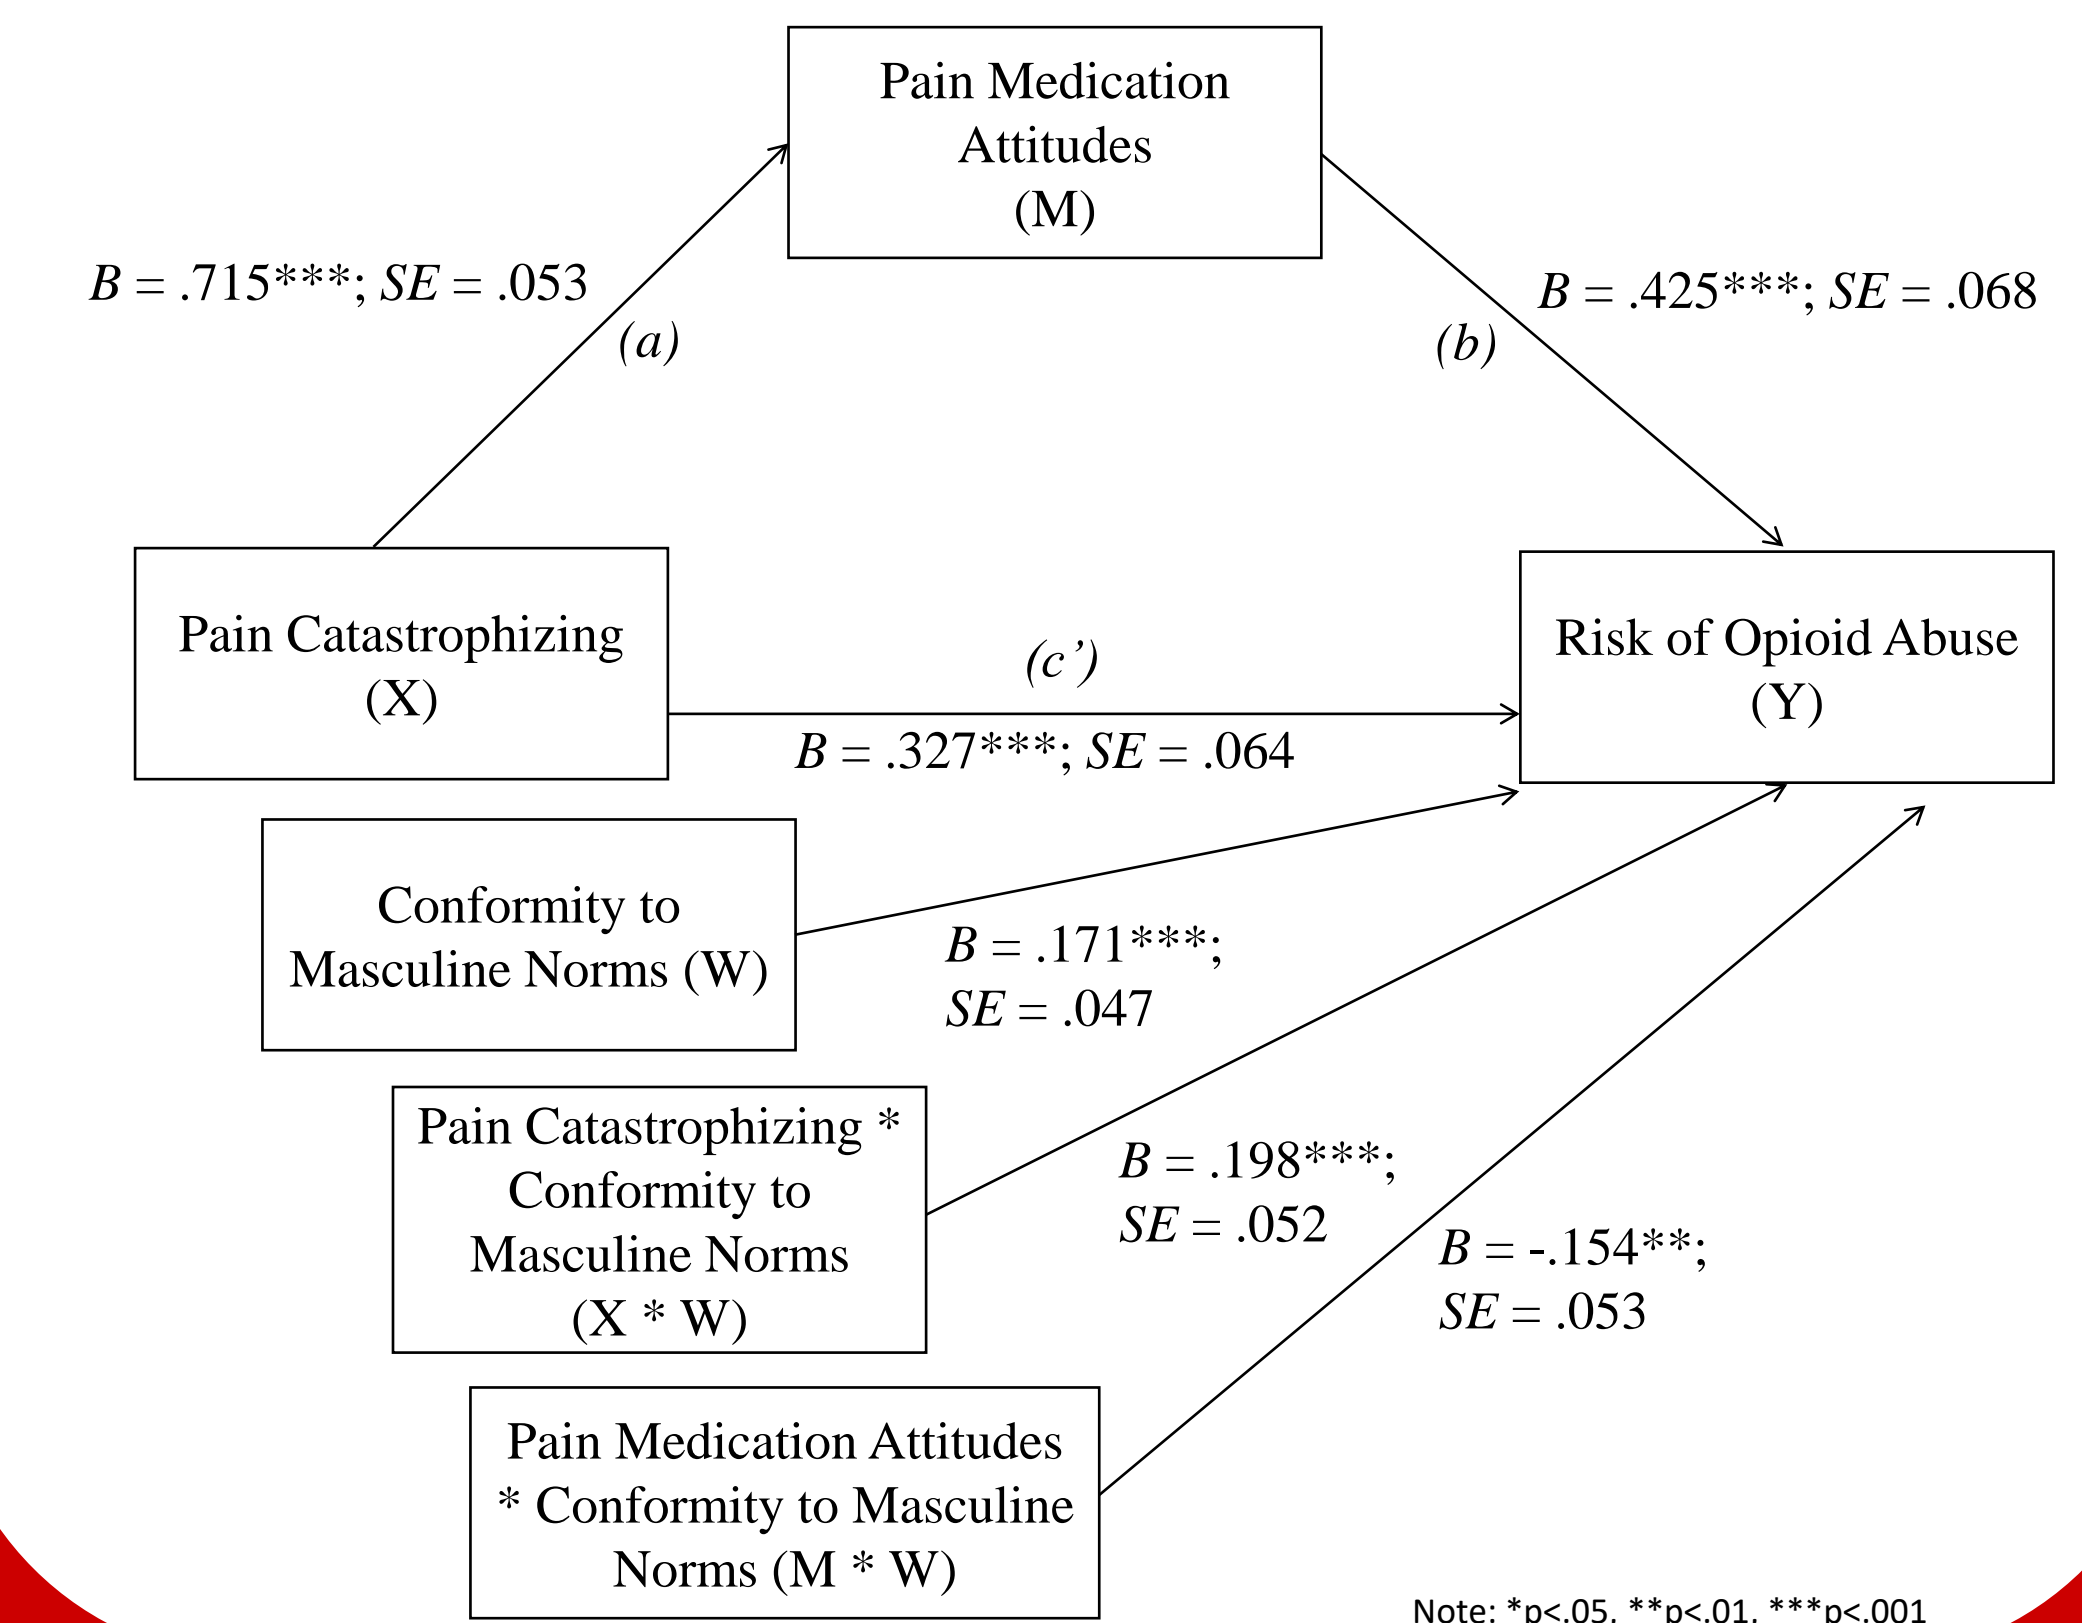 Pain Medication
Attitudes
(M)
B = .715***; SE = .053
(a)
B = .425***; SE = .068
(b)
Pain Catastrophizing
(X)
(c’)
B = .327***; SE = .064
Risk of Opioid Abuse
(Y)
Conformity to
Masculine Norms (W)
B = .171***;
SE = .047
Pain Catastrophizing *
Conformity to
Masculine Norms
(X * W)
B = .198***;
SE = .052
B = -.154**;
SE = .053
Pain Medication Attitudes
* Conformity to Masculine
Norms (M * W)
Note: *p<.05, **p<.01, ***p<.001